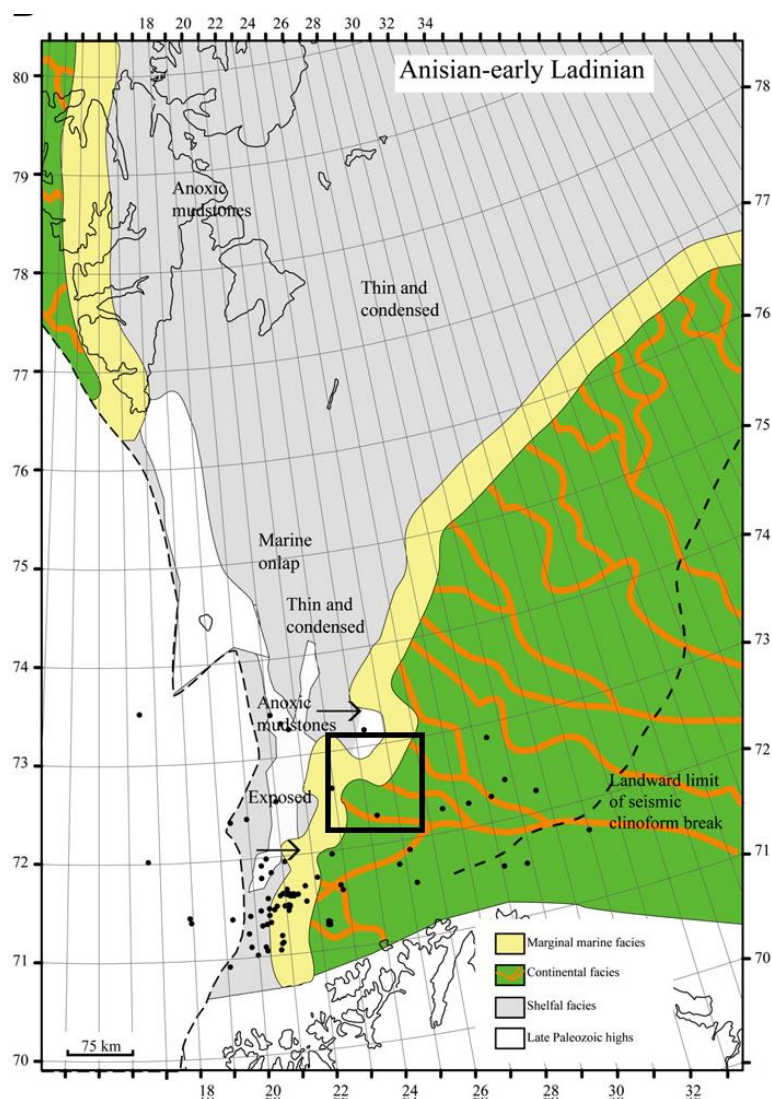 18 22 24 26 28 29 30 31 32 34
Anisian-early Ladinian
80
79
78
77
76
75
74
73
72
71
70
78
77
76
75
74
73
72
71
70
Anoxic
mudstones
Thin and
condensed
Marine
onlap
Thin and
condensed
Anoxic
mudstones
Exposed
Landward limit
of seismic
clinoform break
Marginal marine facies
Continental facies
Shelfal facies
Late Paleozoic highs
75 km
18 19 20 22 24 26 28 30 32